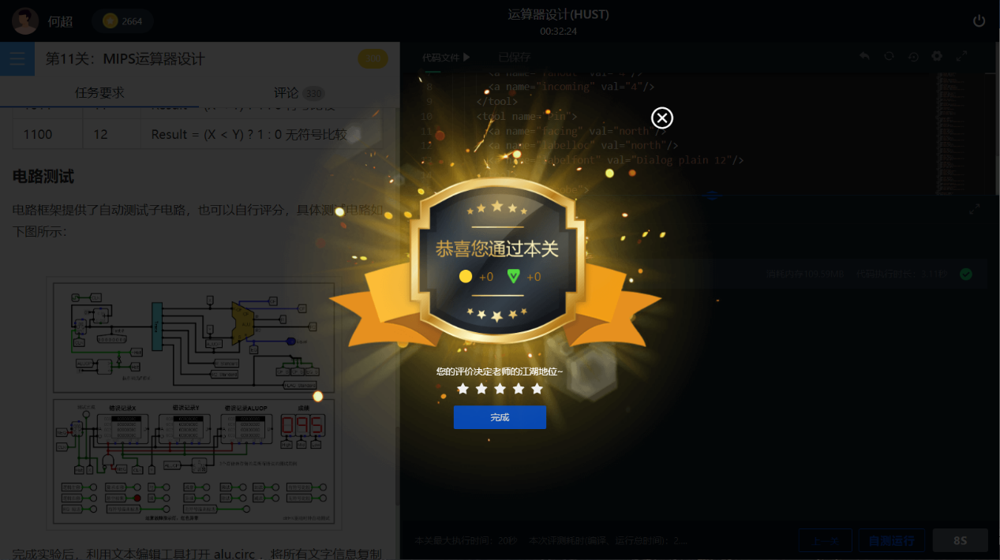 何超
2664
运算器设计(HUST)
00:32:24
第11关：MIPS运算器设计
300
任务要求
评论 330
1100 12 Result = (X < Y) ? 1 : 0 无符号比较
电路测试
电路框架提供了自动测试子电路，也可以自行评分，具体测试电路如
下图所示：
错误记录X 错误记录Y 错误记录ALUOP 成绩
095
完成实验后，利用文本编辑工具打开 alu.circ ，将所有文字信息复制
代码文件
已保存
8 <a name="incoming" val="4"/>
9 </tool>
10 <tool name="Pin">
11 <a name="facing" val="north"/>
12 <a name="labelloc" val="north"/>
<a name="labelfont" val="Dialog plain 12"/>
恭喜您通过本关
+0 +0
您的评价决定老师的江湖地位~
完成
消耗内存109.58MB 代码执行时长：2.11秒
本关最大执行时间：20秒 本次评测耗时(编译、运行总时间)：2....
上一关
自测运行
8S